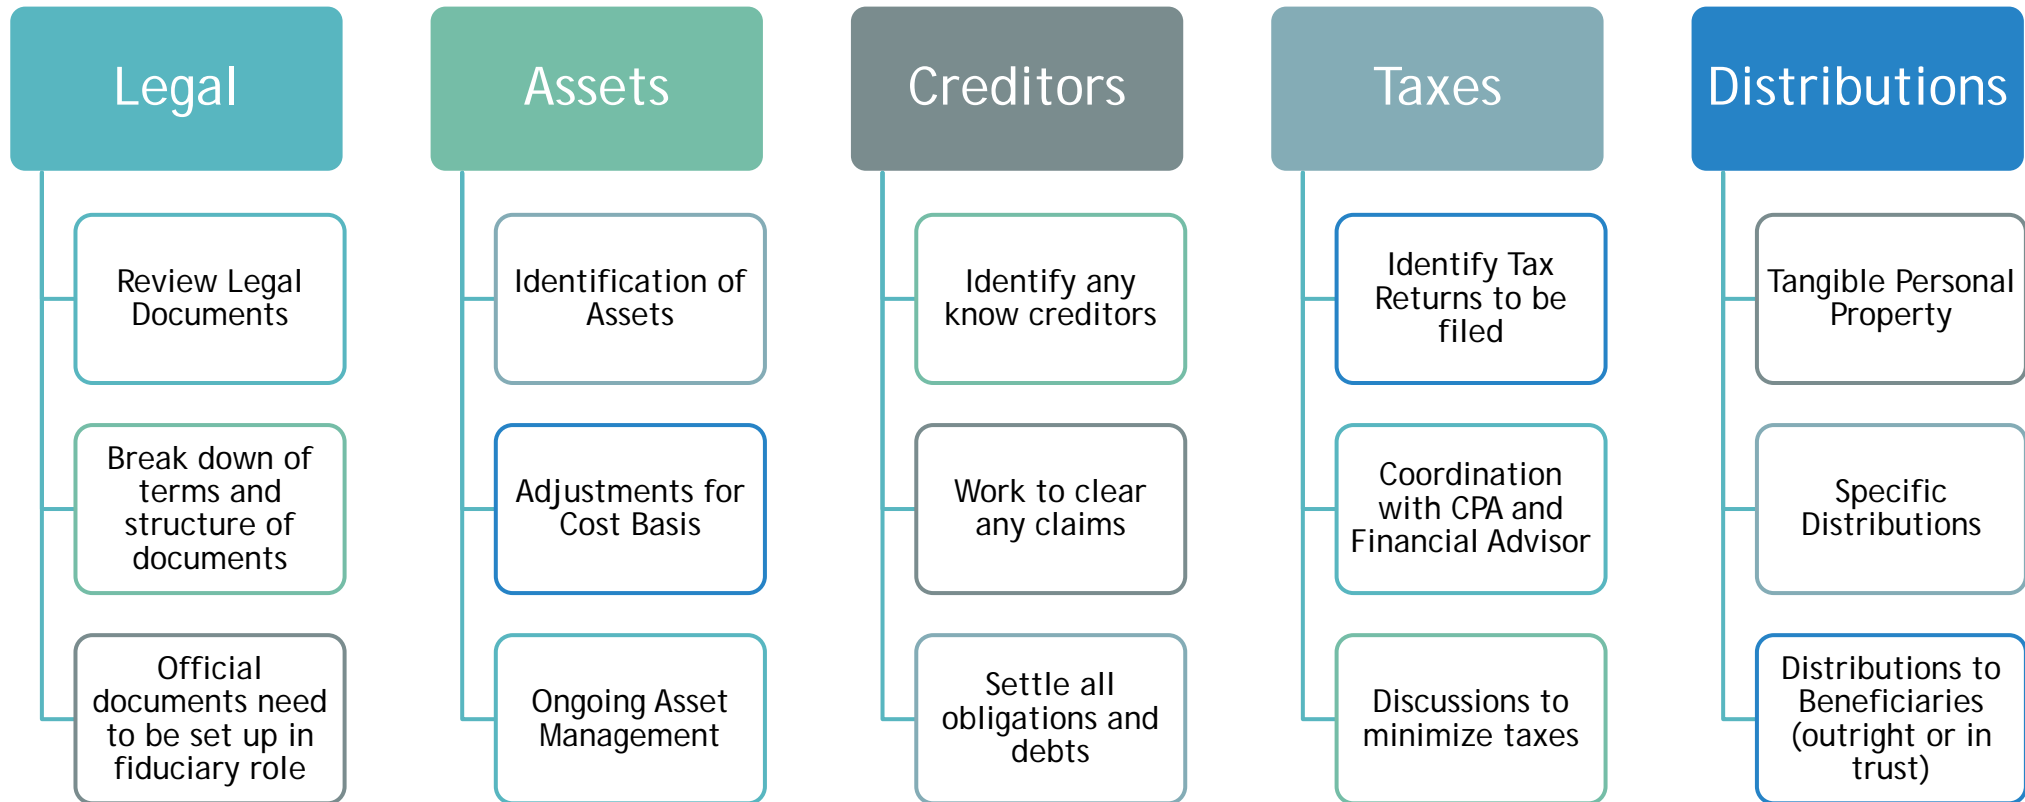 Legal
Review Legal
Documents
Break down of
terms and
structure of
documents
Official
documents need
to be set up in
fiduciary role
Assets
Identification of
Assets
Adjustments for
Cost Basis
Ongoing Asset
Management
Creditors
Identify any
know creditors
Work to clear
any claims
Settle all
obligations and
debts
Taxes
Identify Tax
Returns to be
filed
Coordination
with CPA and
Financial Advisor
Discussions to
minimize taxes
Distributions
Tangible Personal
Property
Specific
Distributions
Distributions to
Beneficiaries
(outright or in
trust)